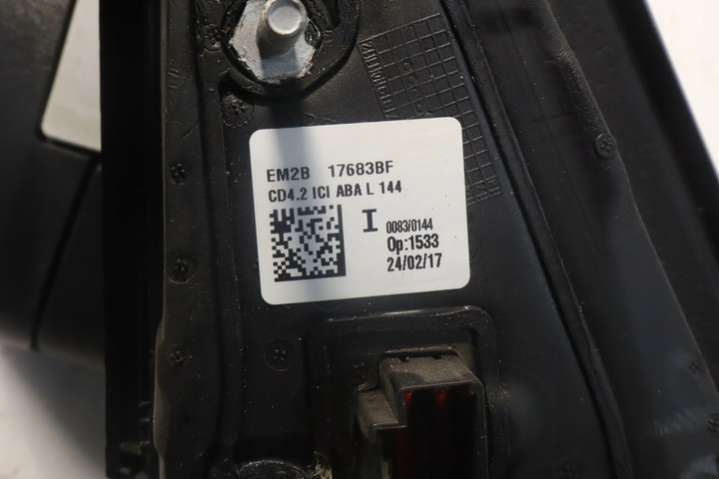 EM2B 17683BF
CD4.2 ICI ABA L 144
I
0083/0144
Op:1533
24/02/17